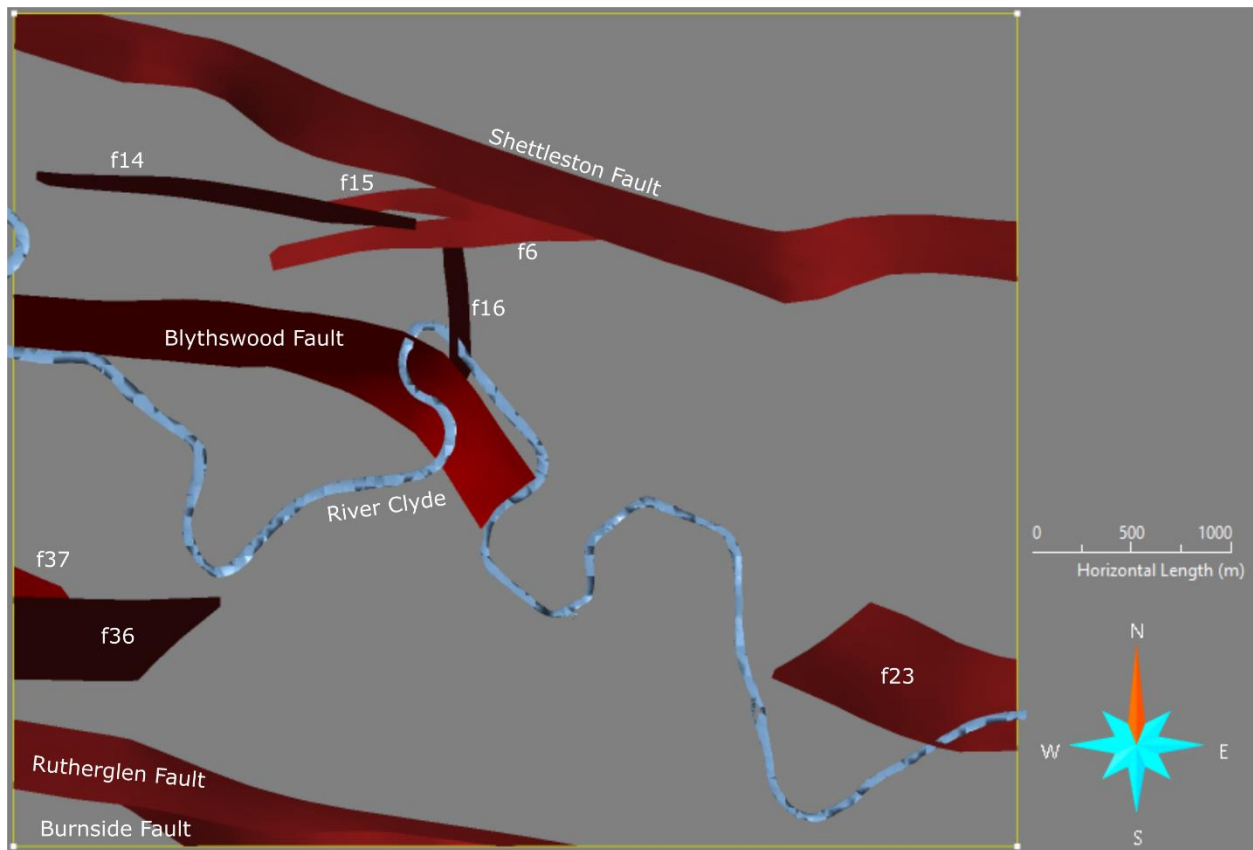 Shettleston Fault
f14
f15
f6
f16
Blythswood Fault
River Clyde
f37
f36
f23
Rutherglen Fault
Burnside Fault
0 500 1000
Horizontal Length (m)
N
W E
S